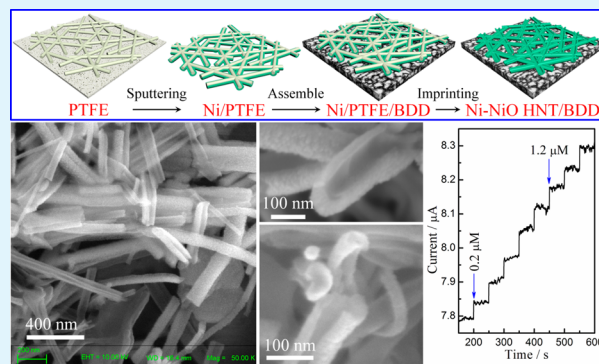 Sputtering
Assemble
Imprinting
PTFE
Ni/PTFE
Ni/PTFE/BDD
Ni-NiO HNT/BDD
400 nm
100 nm
100 nm
8.3
8.2
8.1
8.0
7.9
7.8
Current / μA
1.2 μM
0.2 μM
200
300
400
500
600
Time / s